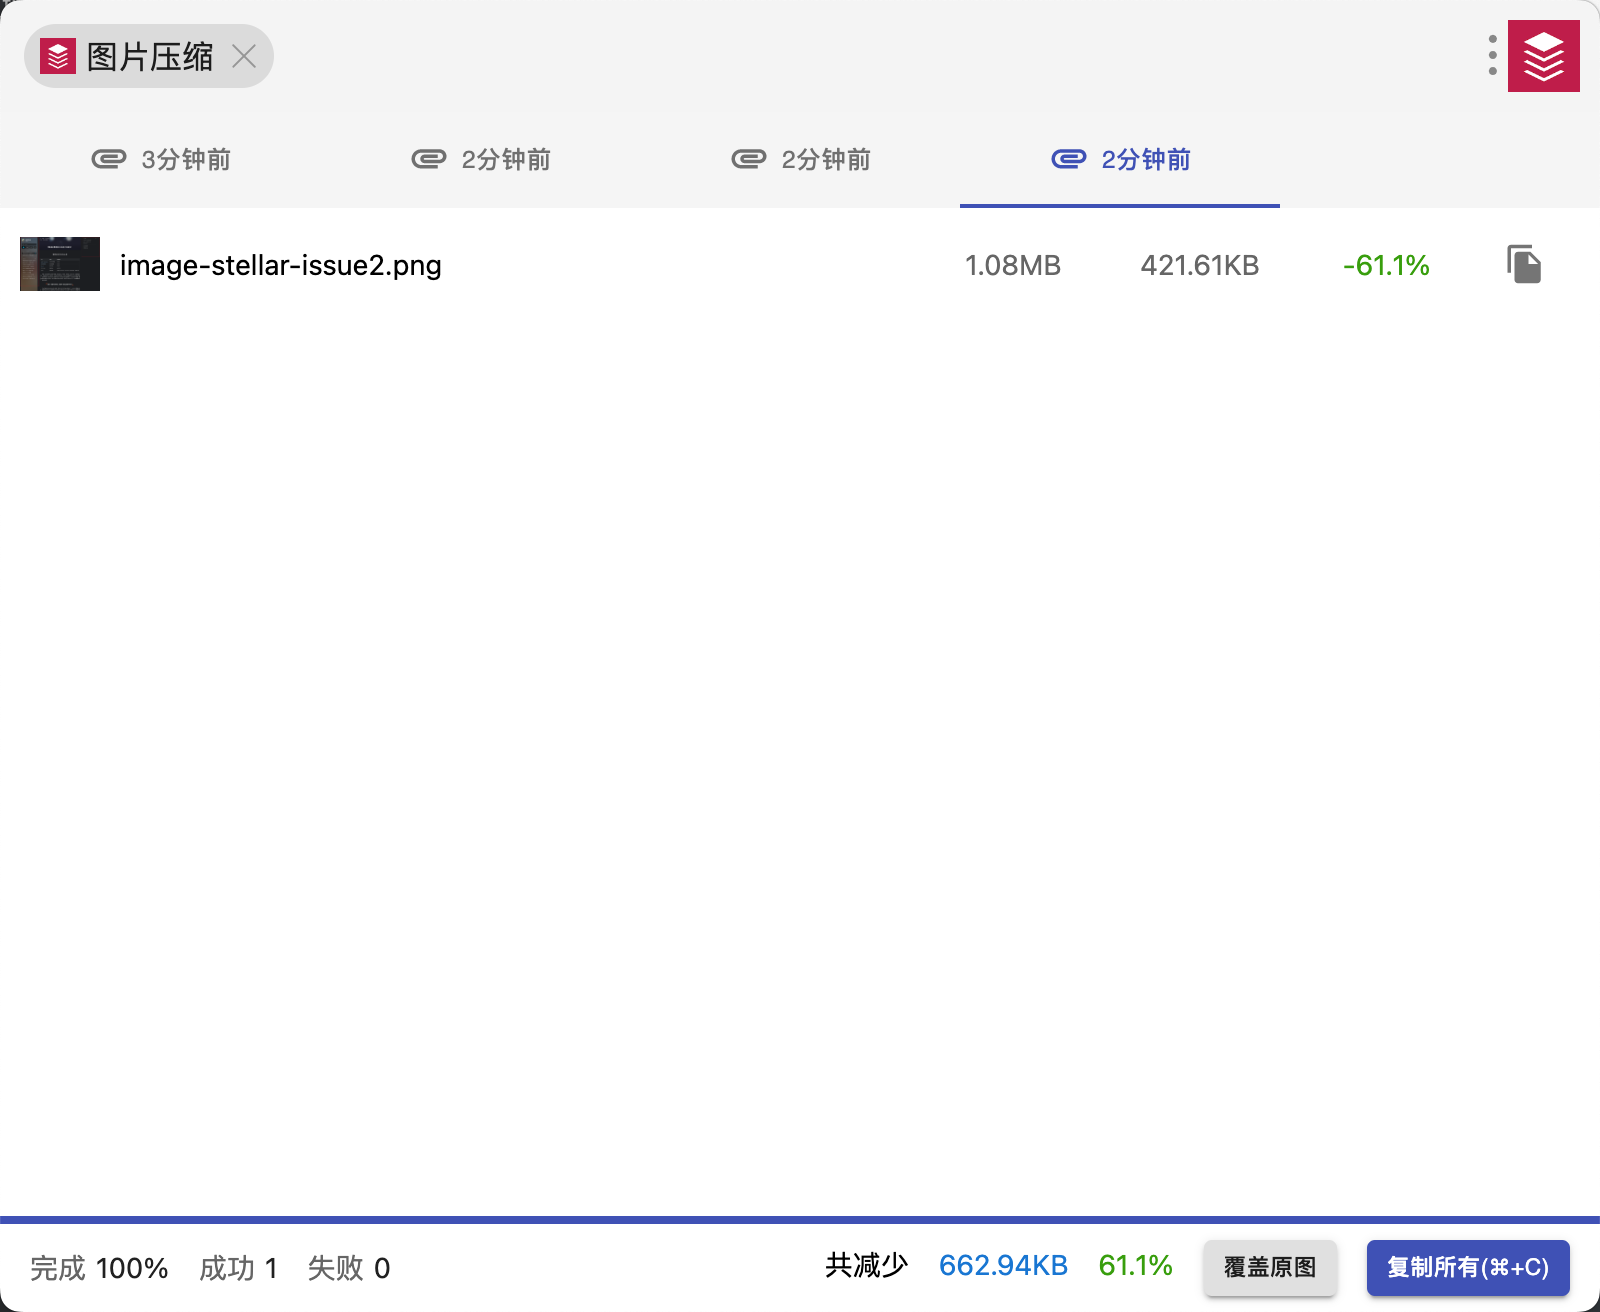 图片压缩
3分钟前
2分钟前
2分钟前
2分钟前
image-stellar-issue2.png 1.08MB 421.61KB -61.1%
完成 100% 成功 1 失败 0 共减少 662.94KB 61.1% 覆盖原图 复制所有(⌘+C)